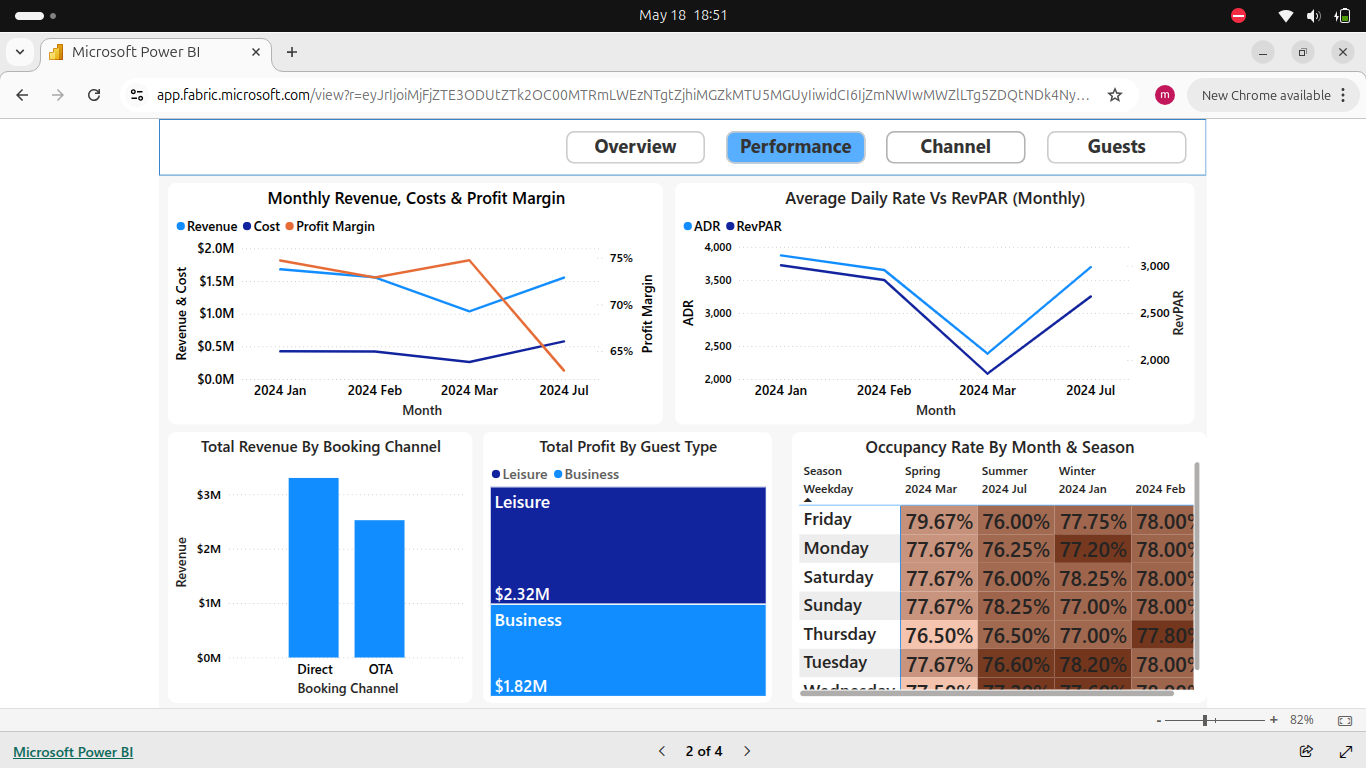 May 18 18:51
Microsoft Power BI
app.fabric.microsoft.com/view?r=eyJrIjoiMjFjZTE3ODUtZTk2OC00MTRmLWEzNTgtZjhiMGZkMTU5MGUyIiwidCI6IjZmNWIwMWZlLTg5ZDQtNDk4Ny...
m
New Chrome available
Overview
Performance
Channel
Guests
Monthly Revenue, Costs & Profit Margin
Revenue Cost Profit Margin
Revenue & Cost
$2.0M
$1.5M
$1.0M
$0.5M
$0.0M
75%
70%
65%
Profit Margin
2024 Jan 2024 Feb 2024 Mar 2024 Jul
Month
Average Daily Rate Vs RevPAR (Monthly)
ADR RevPAR
ADR
4,000
3,500
3,000
2,500
2,000
3,000
2,500
2,000
RevPAR
2024 Jan 2024 Feb 2024 Mar 2024 Jul
Month
Total Revenue By Booking Channel
Revenue
$3M
$2M
$1M
$0M
Direct OTA
Booking Channel
Total Profit By Guest Type
Leisure Business
Leisure
$2.32M
Business
$1.82M
Occupancy Rate By Month & Season
Season Spring Summer Winter
Weekday 2024 Mar 2024 Jul 2024 Jan 2024 Feb
Friday 79.67% 76.00% 77.75% 78.00%
Monday 77.67% 76.25% 77.20% 78.00%
Saturday 77.67% 76.00% 78.25% 78.00%
Sunday 77.67% 78.25% 77.00% 78.00%
Thursday 76.50% 76.50% 77.00% 77.80%
Tuesday 77.67% 76.60% 78.20% 78.00%
Wednesday
- + 82%
Microsoft Power BI
2 of 4